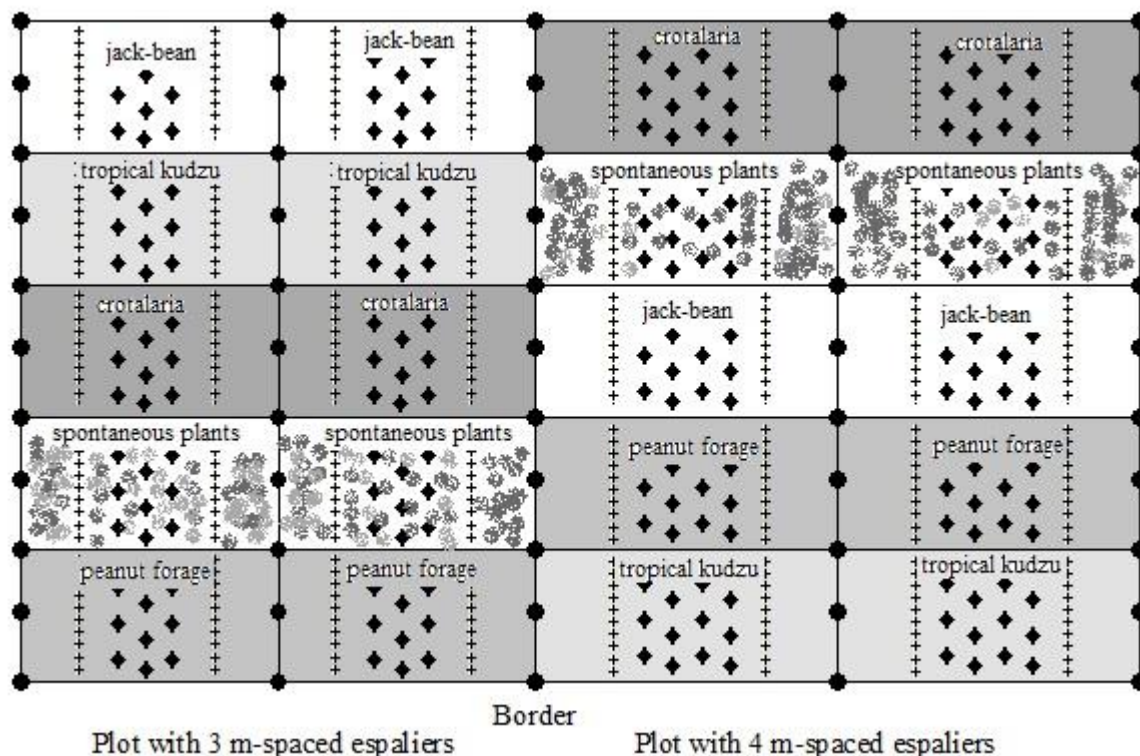 jack-bean jack-bean crotalaria crotalaria
tropical kudzu tropical kudzu spontaneous plants spontaneous plants
crotalaria crotalaria jack-bean jack-bean
spontaneous plants spontaneous plants peanut forage peanut forage
peanut forage peanut forage tropical kudzu tropical kudzu
Border
Plot with 3 m-spaced espaliers Plot with 4 m-spaced espaliers